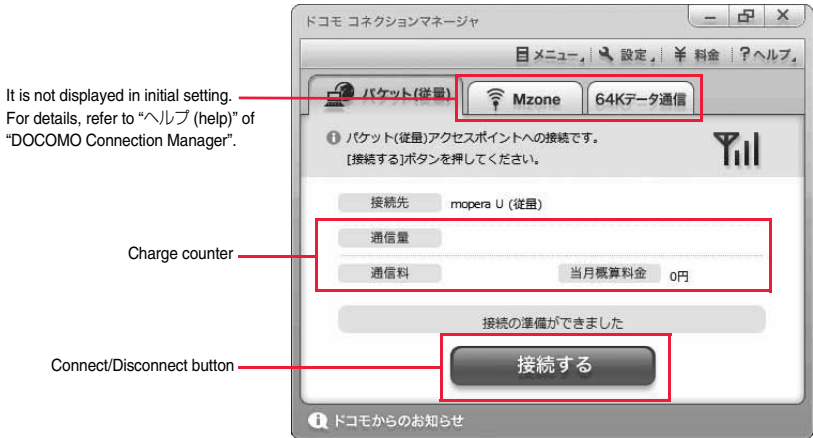 ドコモ コネクションマネージャ
メニュー 設定 ¥ 料金 ?ヘルプ
パケット(従量) Mzone 64Kデータ通信
It is not displayed in initial setting.
For details, refer to “ヘルプ (help)” of
“DOCOMO Connection Manager”.
パケット(従量)アクセスポイントへの接続です。
[接続する]ボタンを押してください。
接続先 mopera U (従量)
通信量
Charge counter
通信料 当月概算料金 0円
接続の準備ができました
Connect/Disconnect button
接続する
ドコモからのお知らせ